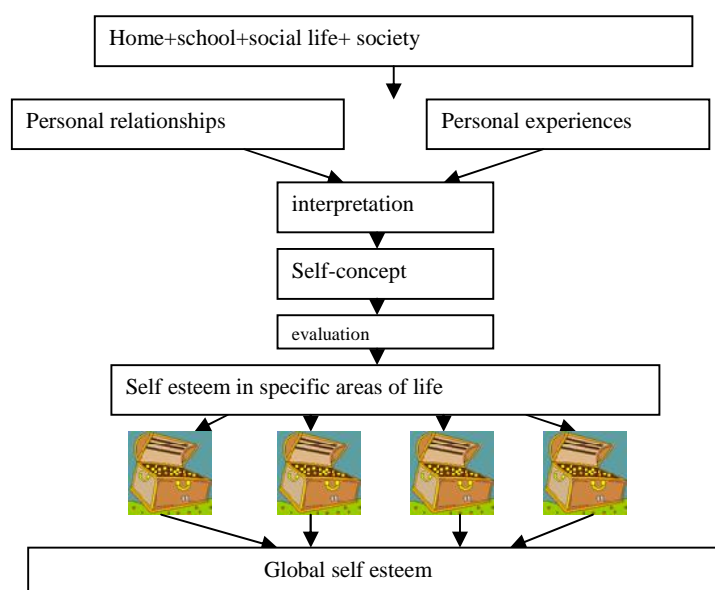 Home+school+social life+ society
Personal relationships
Personal experiences
interpretation
Self-concept
evaluation
Self esteem in specific areas of life
Global self esteem